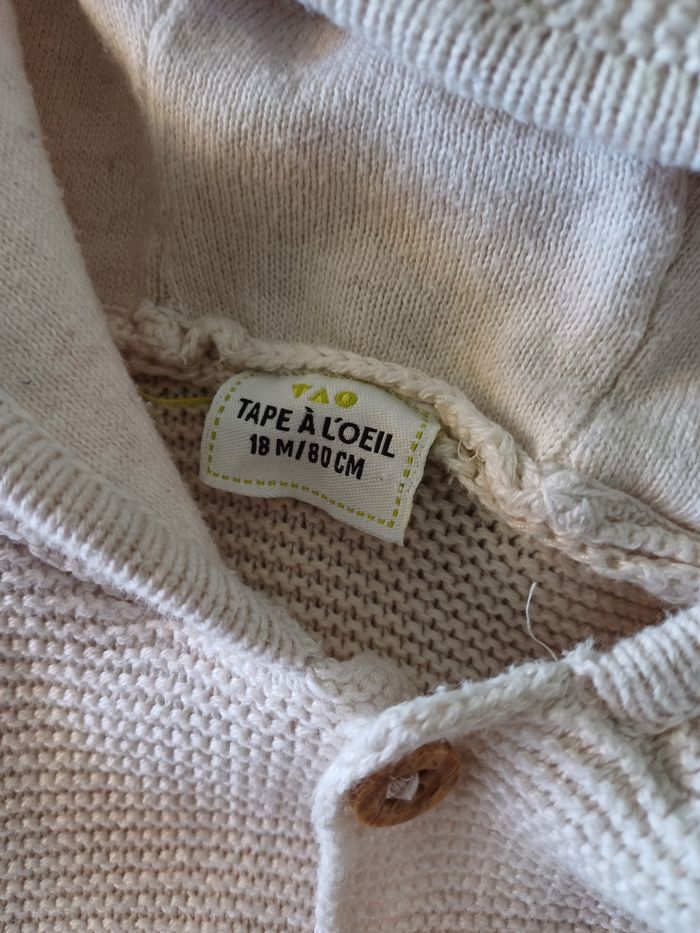 TAO
TAPE À L'OEIL
18 M/80 CM